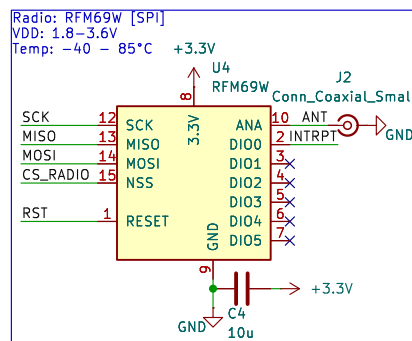 Radio: RFM69W [SPI]
VDD: 1.8-3.6V
Temp: -40 - 85°C
+3.3V
U4
RFM69W
J2
Conn_Coaxial_Smal
8
3.3V
SCK 12 SCK
MISO 13 MISO
MOSI 14 MOSI
CS_RADIO 15 NSS
RST 1 RESET
ANA 10 ANT
DIO0 2 INTRPT
DIO1 3
DIO2 4
DIO3 5
DIO4 6
DIO5 7
GND
GND
9
+3.3V
C4
10u
GND